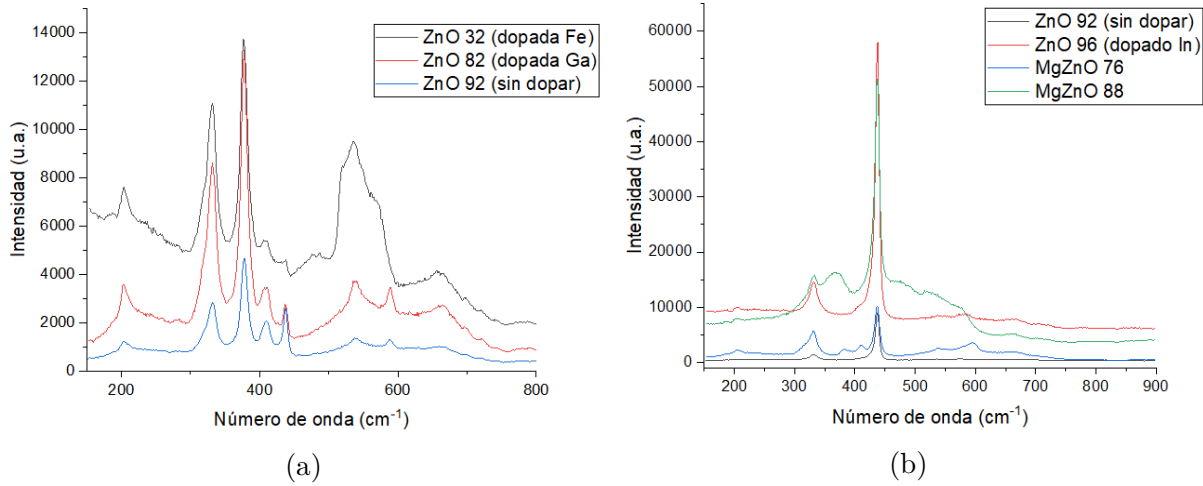 ZnO 32 (dopada Fe)
ZnO 82 (dopada Ga)
ZnO 92 (sin dopar)
14000
12000
10000
8000
6000
4000
2000
0
Intensidad (u.a.)
200
400
600
800
Número de onda (cm⁻¹)
(a)
ZnO 92 (sin dopar)
ZnO 96 (dopado In)
MgZnO 76
MgZnO 88
60000
50000
40000
30000
20000
10000
0
Intensidad (u.a.)
200
300
400
500
600
700
800
900
Número de onda (cm⁻¹)
(b)